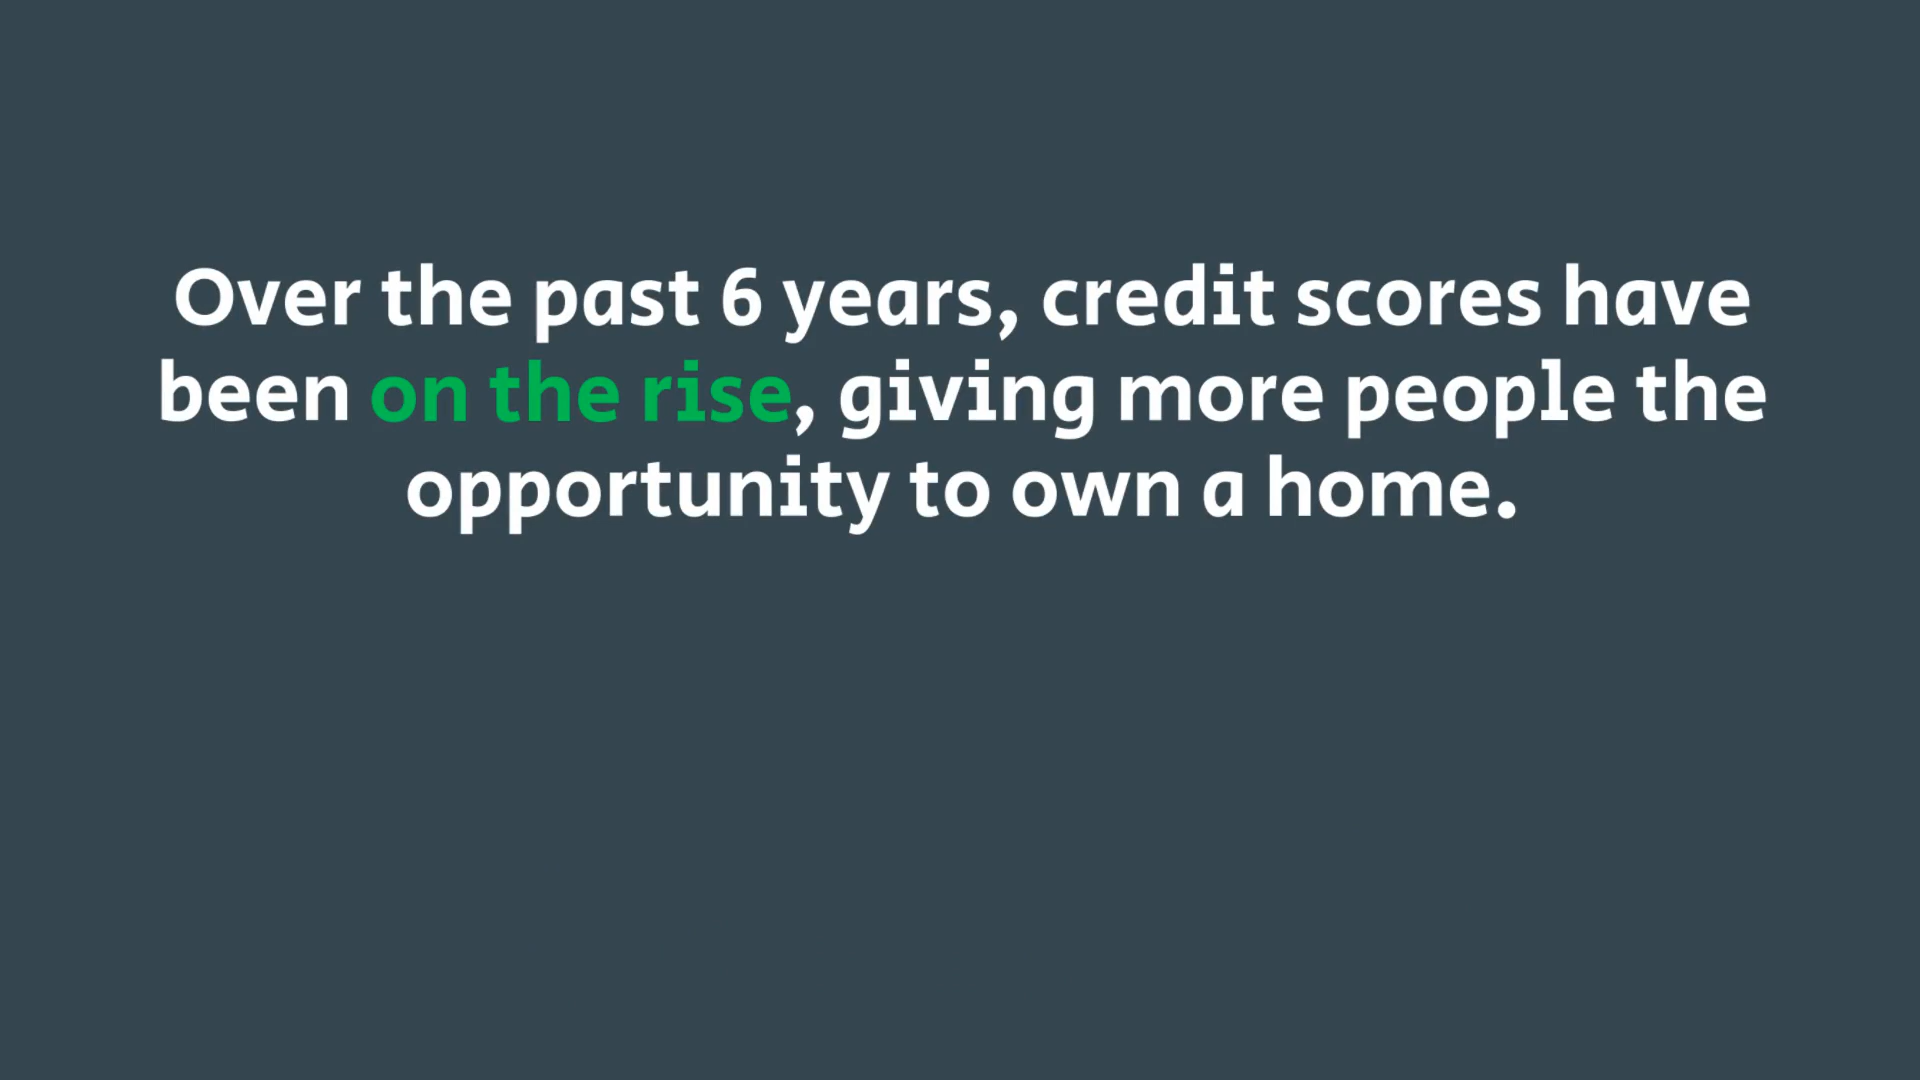 Over the past 6 years, credit scores have
been on the rise, giving more people the
opportunity to own a home.